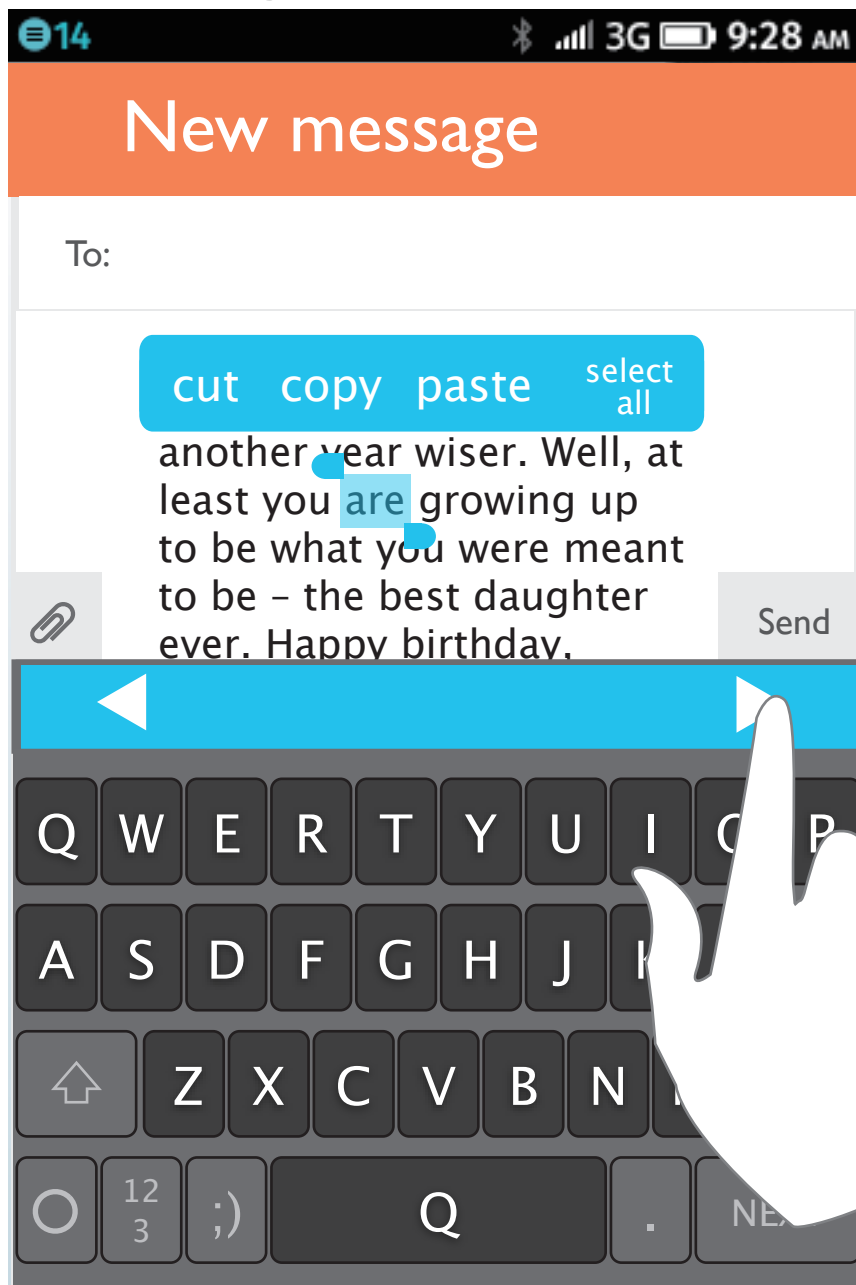 14 3G 9:28 AM
New message
To:
cut copy paste select all
another year wiser. Well, at
least you are growing up
to be what you were meant
to be – the best daughter
ever. Happy birthday,
Send
Q W E R T Y U I O P
A S D F G H J K
Z X C V B N
123 ;) Q .